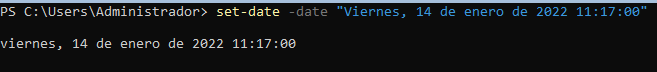 PS C:\Users\Administrador> set-date -date "Viernes, 14 de enero de 2022 11:17:00"
viernes, 14 de enero de 2022 11:17:00